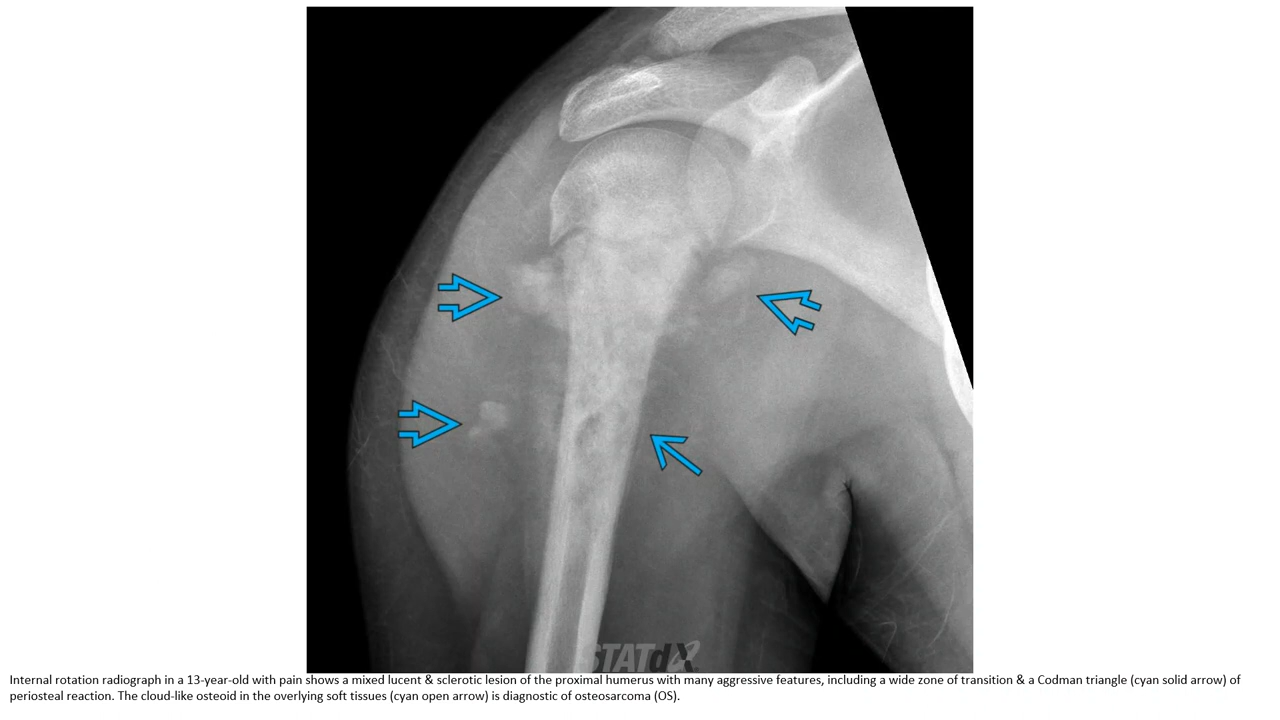 STATdX
Internal rotation radiograph in a 13-year-old with pain shows a mixed lucent & sclerotic lesion of the proximal humerus with many aggressive features, including a wide zone of transition & a Codman triangle (cyan solid arrow) of
periosteal reaction. The cloud-like osteoid in the overlying soft tissues (cyan open arrow) is diagnostic of osteosarcoma (OS).